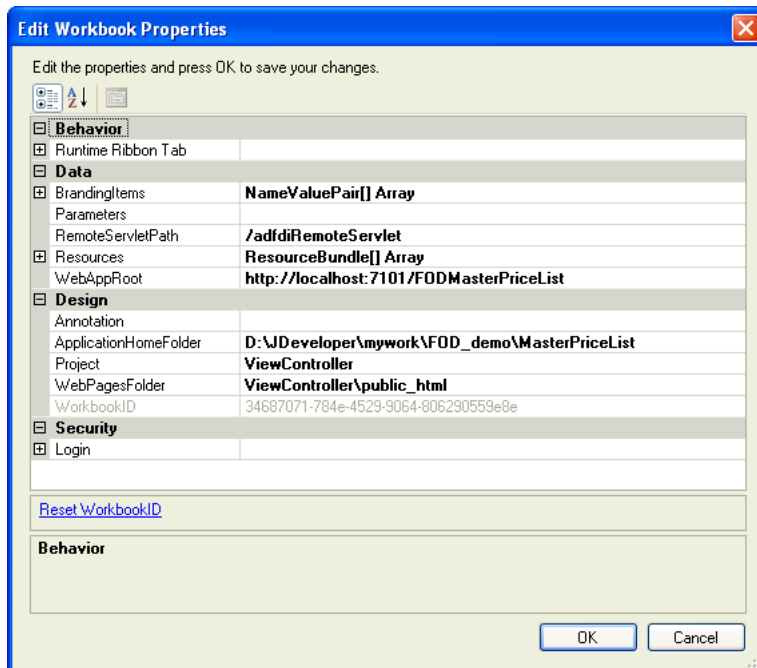 Edit Workbook Properties
Edit the properties and press OK to save your changes.
Behavior
Runtime Ribbon Tab
Data
BrandingItems NameValuePair[] Array
Parameters
RemoteServletPath /adfdiRemoteServlet
Resources ResourceBundle[] Array
WebAppRoot http://localhost:7101/FODMasterPriceList
Design
Annotation
ApplicationHomeFolder D:\JDeveloper\mywork\FOD_demo\MasterPriceList
Project ViewController
WebPagesFolder ViewController\public_html
WorkbookID 34687071-784e-4529-9064-806290559e8e
Security
Login
Reset WorkbookID
Behavior
OK Cancel